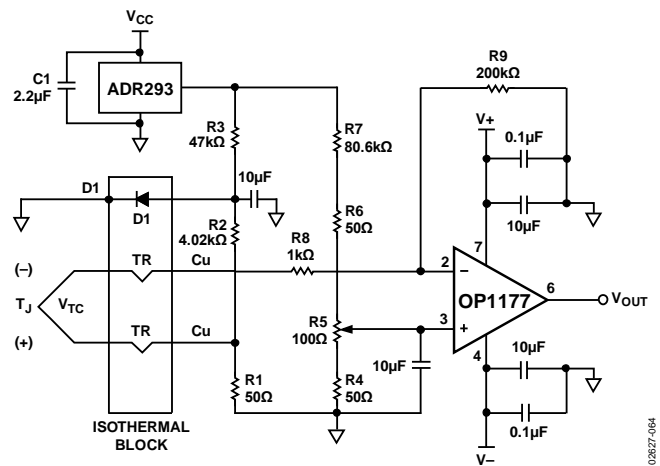 VCC
C1
2.2µF
ADR293
R9
200kΩ
R3
47kΩ
R7
80.6kΩ
V+
0.1µF
10µF
D1
10µF
D1
R2
4.02kΩ
R6
50Ω
R8
1kΩ
(–)
TR
Cu
TJ
VTC
(+)
TR
Cu
R5
100Ω
2
–
7
OP1177
6
VOUT
3
+
4
10µF
10µF
0.1µF
R1
50Ω
R4
50Ω
ISOTHERMAL
BLOCK
V–
02627-064